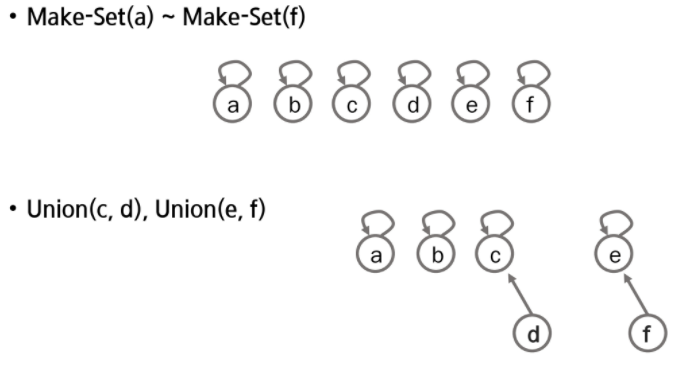 • Make-Set(a) ~ Make-Set(f)
a b c d e f
• Union(c, d), Union(e, f)
a b c e
d f